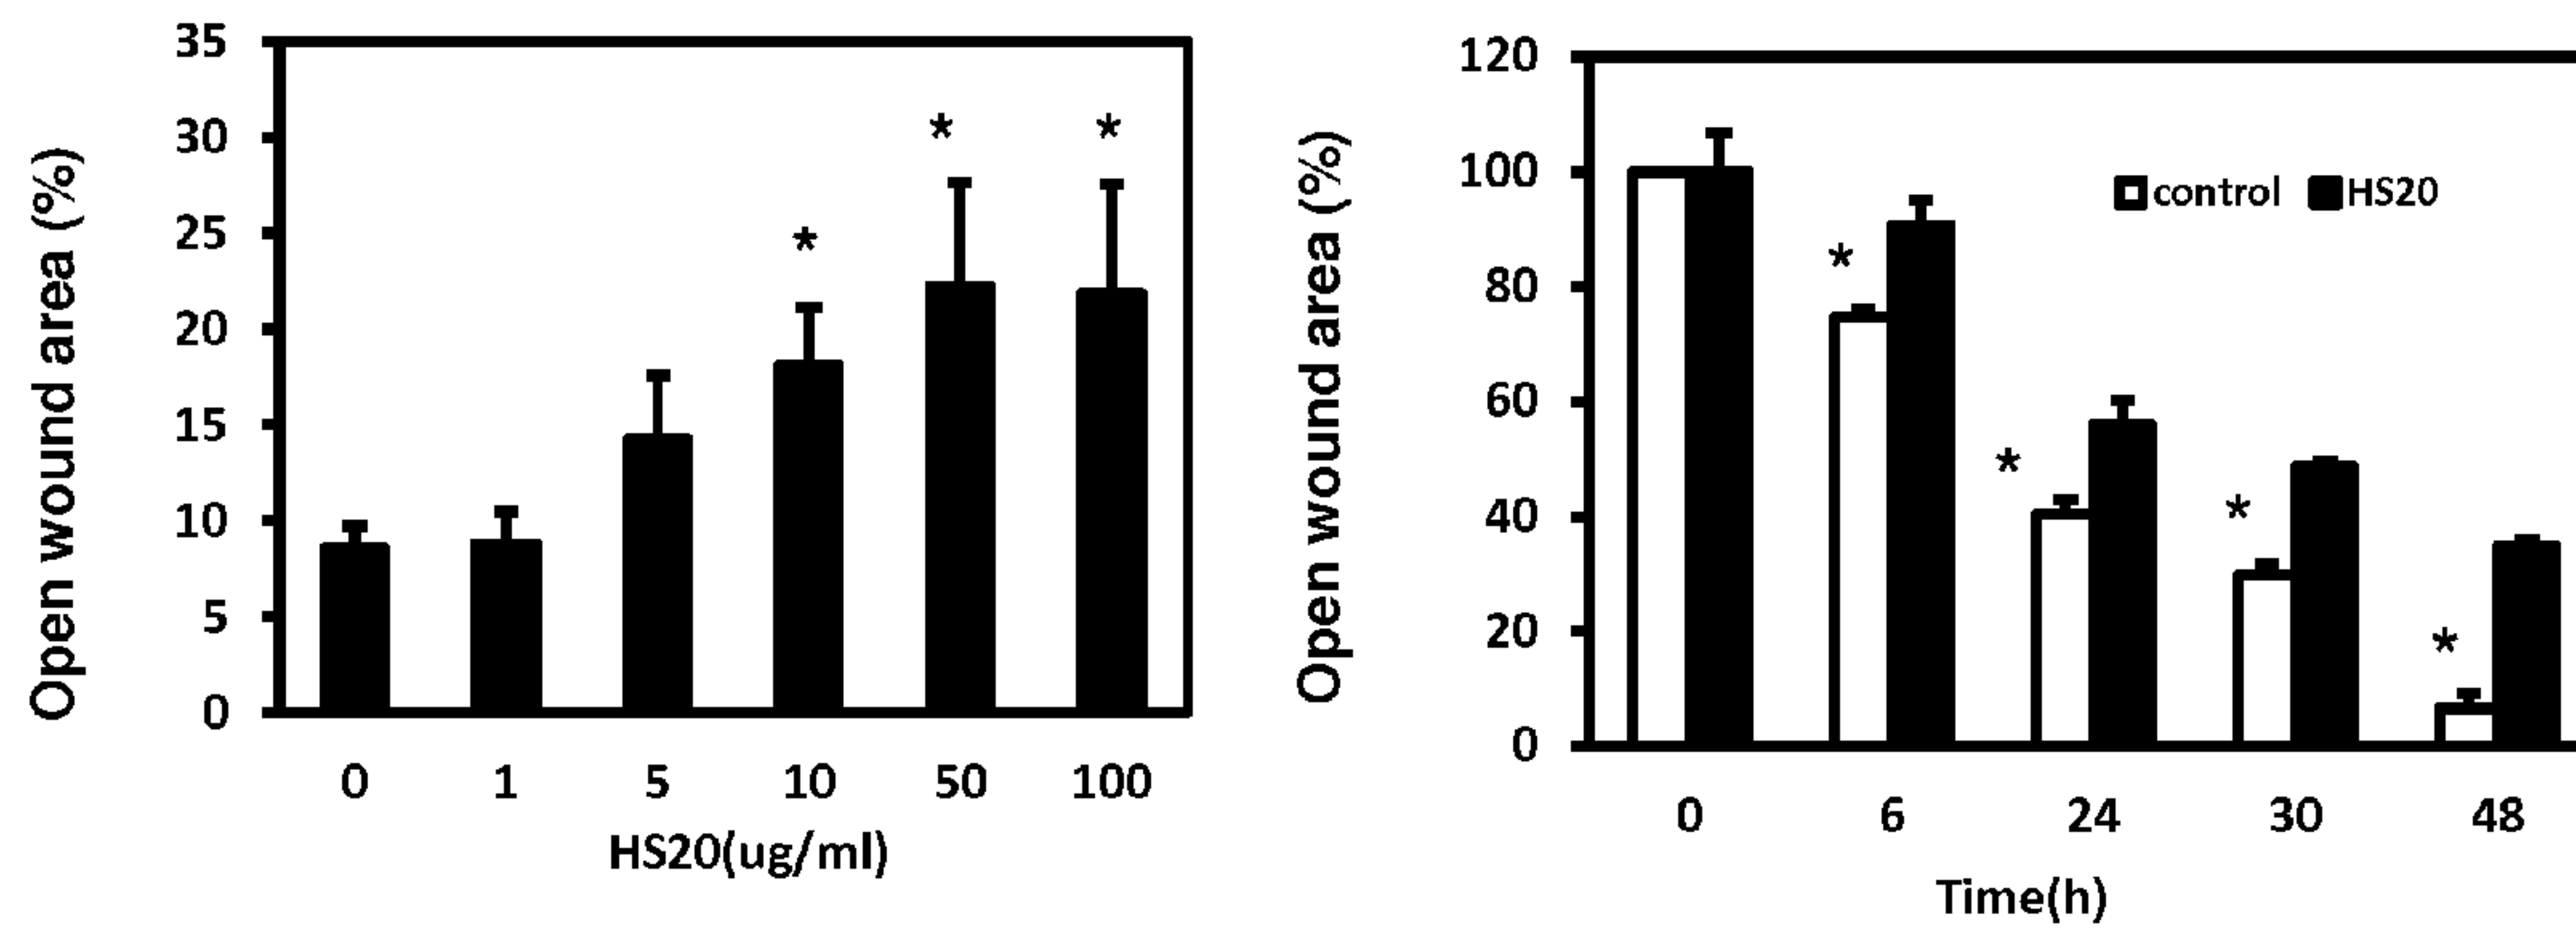 Open wound area (%)
35
30
25
20
15
10
5
0
* * *
0 1 5 10 50 100
HS20(ug/ml)
Open wound area (%)
120
100
80
60
40
20
0
control HS20
* * * *
0 6 24 30 48
Time(h)